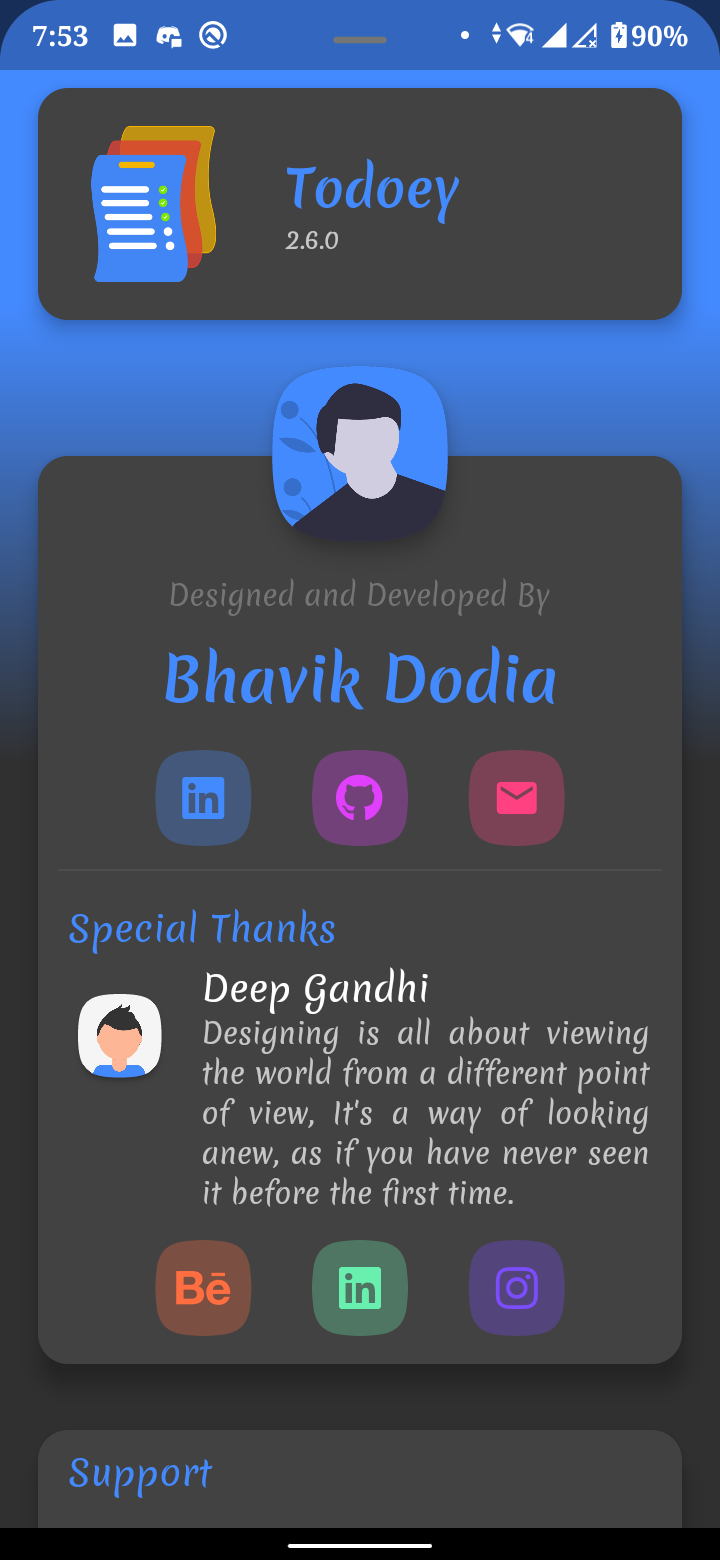 7:53
4
90%
Todoey
2.6.0
Designed and Developed By
Bhavik Dodia
in
Special Thanks
Deep Gandhi
Designing is all about viewing
the world from a different point
of view, It's a way of looking
anew, as if you have never seen
it before the first time.
Bē in
Support